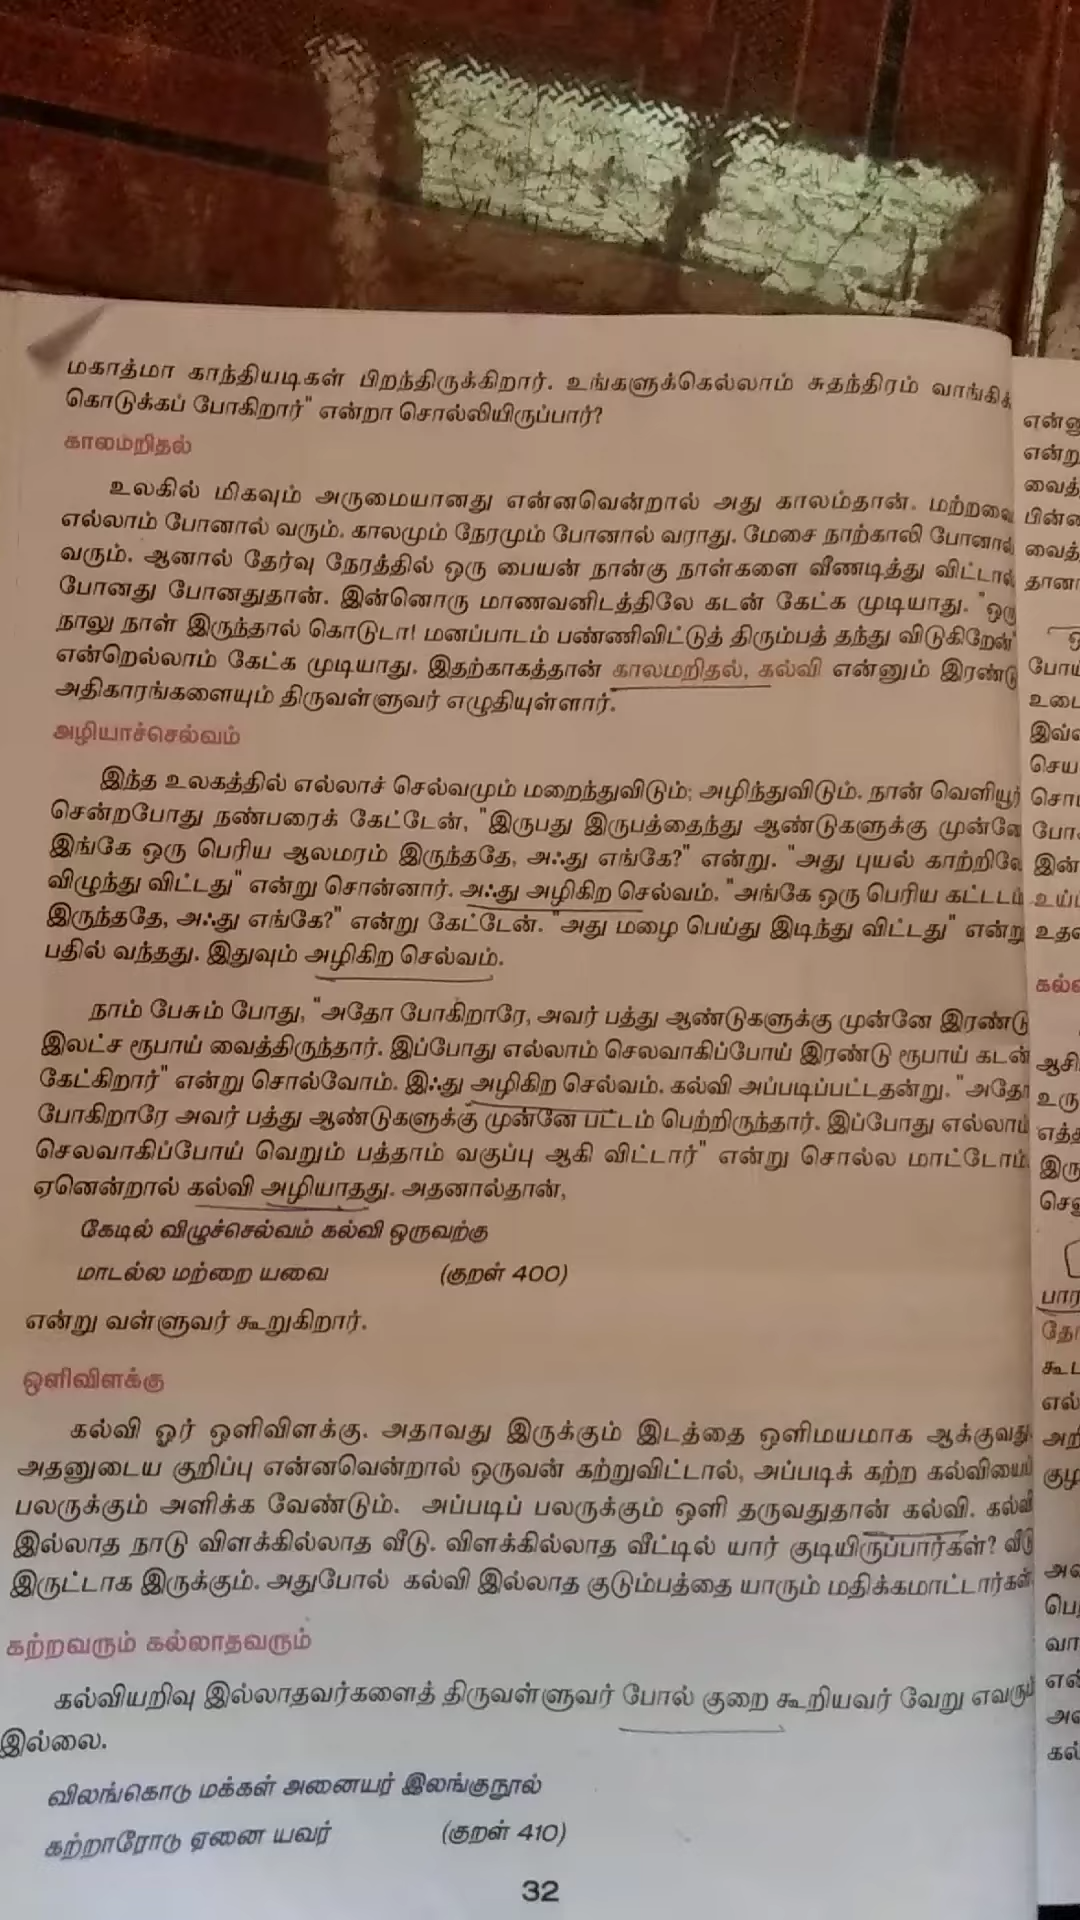 மகாத்மா காந்தியடிகள் பிறந்திருக்கிறார். உங்களுக்கெல்லாம் சுதந்திரம் வாங்கிக்
கொடுக்கப் போகிறார்" என்றா சொல்லியிருப்பார்?
காலமறிதல்
உலகில் மிகவும் அருமையானது என்னவென்றால் அது காலம்தான். மற்றவை
எல்லாம் போனால் வரும். காலமும் நேரமும் போனால் வராது. மேசை நாற்காலி போனால்
வரும். ஆனால் தேர்வு நேரத்தில் ஒரு பையன் நான்கு நாள்களை வீணடித்து விட்டால்
போனது போனதுதான். இன்னொரு மாணவனிடத்திலே கடன் கேட்க முடியாது. "ஒரு
நாலு நாள் இருந்தால் கொடுடா! மனப்பாடம் பண்ணிவிட்டுத் திரும்பத் தந்து விடுகிறேன்"
என்றெல்லாம் கேட்க முடியாது. இதற்காகத்தான் காலமறிதல், கல்வி என்னும் இரண்டு
அதிகாரங்களையும் திருவள்ளுவர் எழுதியுள்ளார்.
அழியாச்செல்வம்
இந்த உலகத்தில் எல்லாச் செல்வமும் மறைந்துவிடும்; அழிந்துவிடும். நான் வெளியூர்
சென்றபோது நண்பரைக் கேட்டேன், "இருபது இருபத்தைந்து ஆண்டுகளுக்கு முன்னே
இங்கே ஒரு பெரிய ஆலமரம் இருந்ததே, அஃது எங்கே?" என்று. "அது புயல் காற்றிலே
விழுந்து விட்டது" என்று சொன்னார். அஃது அழிகிற செல்வம். "அங்கே ஒரு பெரிய கட்டடம்
இருந்ததே, அஃது எங்கே?" என்று கேட்டேன். "அது மழை பெய்து இடிந்து விட்டது" என்று
பதில் வந்தது. இதுவும் அழிகிற செல்வம்.
நாம் பேசும் போது, "அதோ போகிறாரே, அவர் பத்து ஆண்டுகளுக்கு முன்னே இரண்டு
இலட்ச ரூபாய் வைத்திருந்தார். இப்போது எல்லாம் செலவாகிப்போய் இரண்டு ரூபாய் கடன்
கேட்கிறார்" என்று சொல்வோம். இஃது அழிகிற செல்வம். கல்வி அப்படிப்பட்டதன்று. "அதோ
போகிறாரே அவர் பத்து ஆண்டுகளுக்கு முன்னே பட்டம் பெற்றிருந்தார். இப்போது எல்லாம்
செலவாகிப்போய் வெறும் பத்தாம் வகுப்பு ஆகி விட்டார்" என்று சொல்ல மாட்டோம்.
ஏனென்றால் கல்வி அழியாதது. அதனால்தான்,
கேடில் விழுச்செல்வம் கல்வி ஒருவற்கு
மாடல்ல மற்றை யவை (குறள் 400)
என்று வள்ளுவர் கூறுகிறார்.
ஒளிவிளக்கு
கல்வி ஓர் ஒளிவிளக்கு. அதாவது இருக்கும் இடத்தை ஒளிமயமாக ஆக்குவது.
அதனுடைய குறிப்பு என்னவென்றால் ஒருவன் கற்றுவிட்டால், அப்படிக் கற்ற கல்வியைப்
பலருக்கும் அளிக்க வேண்டும். அப்படிப் பலருக்கும் ஒளி தருவதுதான் கல்வி. கல்வி
இல்லாத நாடு விளக்கில்லாத வீடு. விளக்கில்லாத வீட்டில் யார் குடியிருப்பார்கள்? வீடு
இருட்டாக இருக்கும். அதுபோல் கல்வி இல்லாத குடும்பத்தை யாரும் மதிக்கமாட்டார்கள்.
கற்றவரும் கல்லாதவரும்
கல்வியறிவு இல்லாதவர்களைத் திருவள்ளுவர் போல் குறை கூறியவர் வேறு எவரும்
இல்லை.
விலங்கொடு மக்கள் அனையர் இலங்குநூல்
கற்றாரோடு ஏனை யவர் (குறள் 410)
32